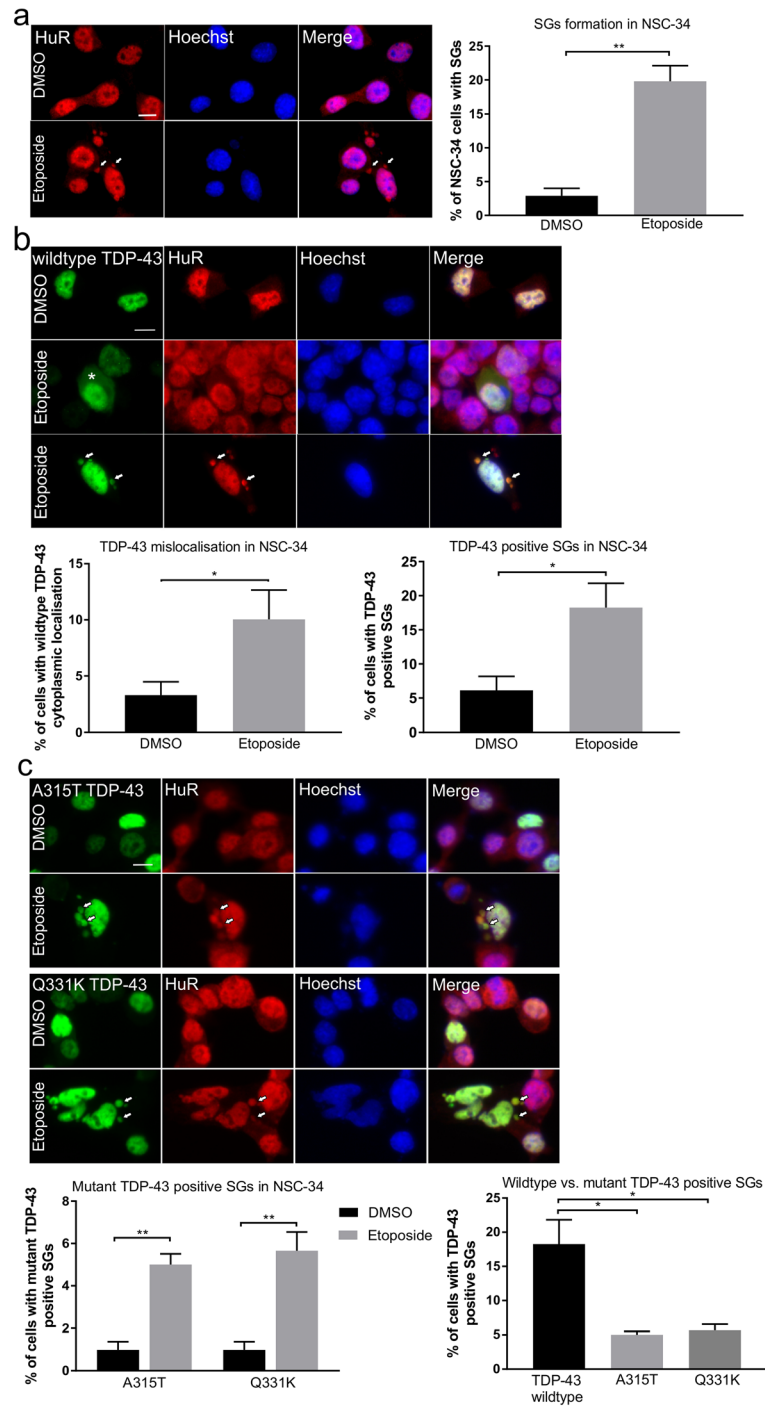 a
HuR
Hoechst
Merge
DMSO
Etoposide
SGs formation in NSC-34
% of NSC-34 cells with SGs
25
20
15
10
5
0
**
DMSO
Etoposide
b
wildtype TDP-43
HuR
Hoechst
Merge
DMSO
Etoposide
*
Etoposide
TDP-43 mislocalisation in NSC-34
% of cells with wildtype TDP-43
cytoplasmic localisation
15
10
5
0
*
DMSO
Etoposide
TDP-43 positive SGs in NSC-34
% of cells with TDP-43
positive SGs
25
20
15
10
5
0
*
DMSO
Etoposide
c
A315T TDP-43
HuR
Hoechst
Merge
DMSO
Etoposide
Q331K TDP-43
HuR
Hoechst
Merge
DMSO
Etoposide
Mutant TDP-43 positive SGs in NSC-34
% of cells with mutant TDP-43
positive SGs
8
6
4
2
0
**
**
DMSO
Etoposide
A315T
Q331K
Wildtype vs. mutant TDP-43 positive SGs
% of cells with TDP-43
positive SGs
25
20
15
10
5
0
*
*
TDP-43
wildtype
A315T
Q331K